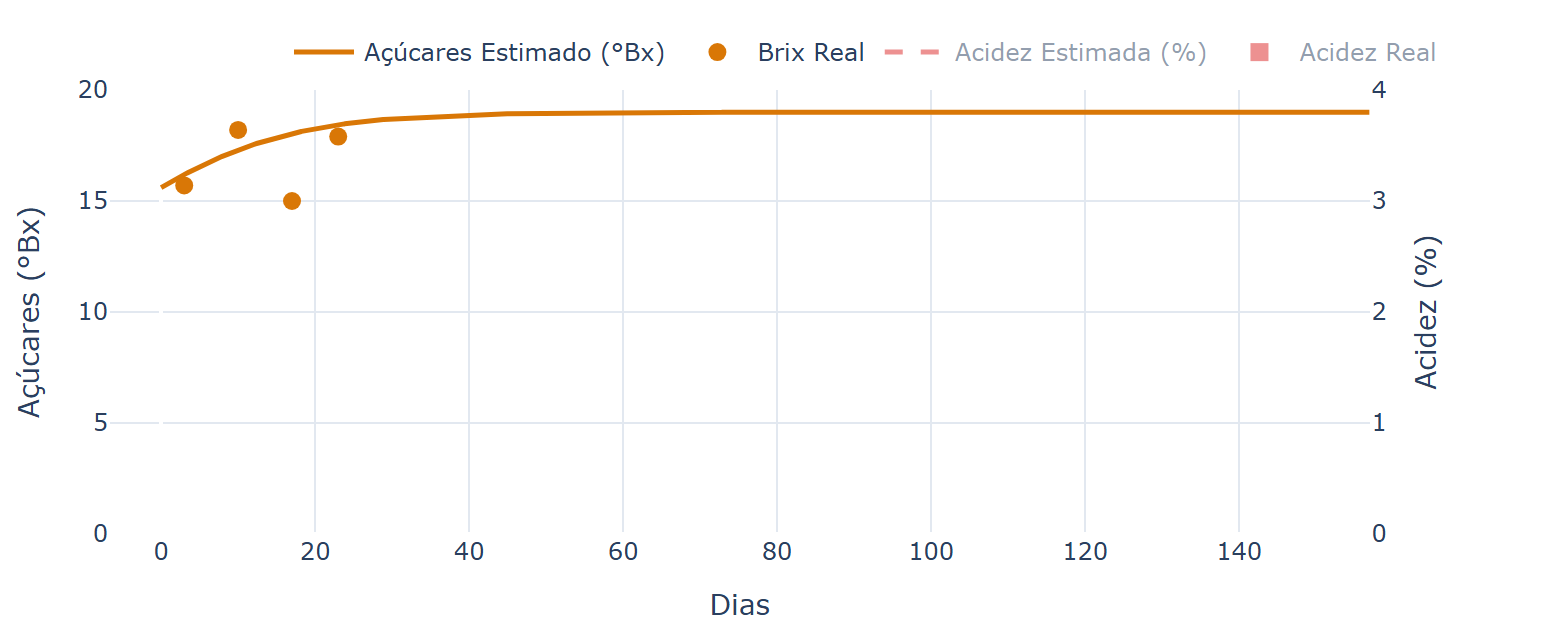 Açúcares Estimado (°Bx) Brix Real Acidez Estimada (%) Acidez Real
20 4
15 3
10 2
5 1
0 0
Açúcares (°Bx)
Acidez (%)
0 20 40 60 80 100 120 140
Dias